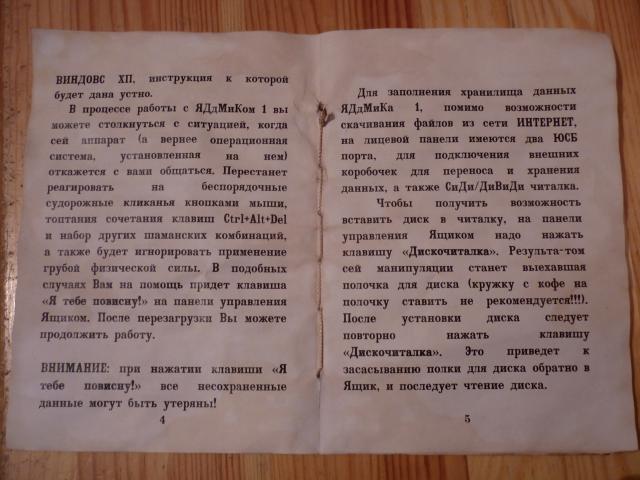 ВИНДОВС ХП, инструкция к которой
будет дана устно.
В процессе работы с ЯДдМиКом 1 вы
можете столкнуться с ситуацией, когда
сей аппарат (а вернее операционная
система, установленная на нем)
откажется с вами общаться. Перестанет
реагировать на беспорядочные
судорожные кликанья кнопками мыши,
топтания сочетания клавиш Ctrl+Alt+Del
и набор других шаманских комбинаций,
а также будет игнорировать применение
грубой физической силы. В подобных
случаях Вам на помощь придет клавиша
«Я тебе повисну!» на панели управления
Ящиком. После перезагрузки Вы можете
продолжить работу.
ВНИМАНИЕ: при нажатии клавиши «Я
тебе повисну!» все несохраненные
данные могут быть утеряны!
4
Для заполнения хранилища данных
ЯДдМиКа 1, помимо возможности
скачивания файлов из сети ИНТЕРНЕТ,
на лицевой панели имеются два ЮСБ
порта, для подключения внешних
коробочек для переноса и хранения
данных, а также СиДи/ДиВиДи читалка.
Чтобы получить возможность
вставить диск в читалку, на панели
управления Ящиком надо нажать
клавишу «Дискочиталка». Результа-том
сей манипуляции станет выехавшая
полочка для диска (кружку с кофе на
полочку ставить не рекомендуется!!!).
После установки диска следует
повторно нажать клавишу
«Дискочиталка». Это приведет к
засасыванию полки для диска обратно в
Ящик, и последует чтение диска.
5